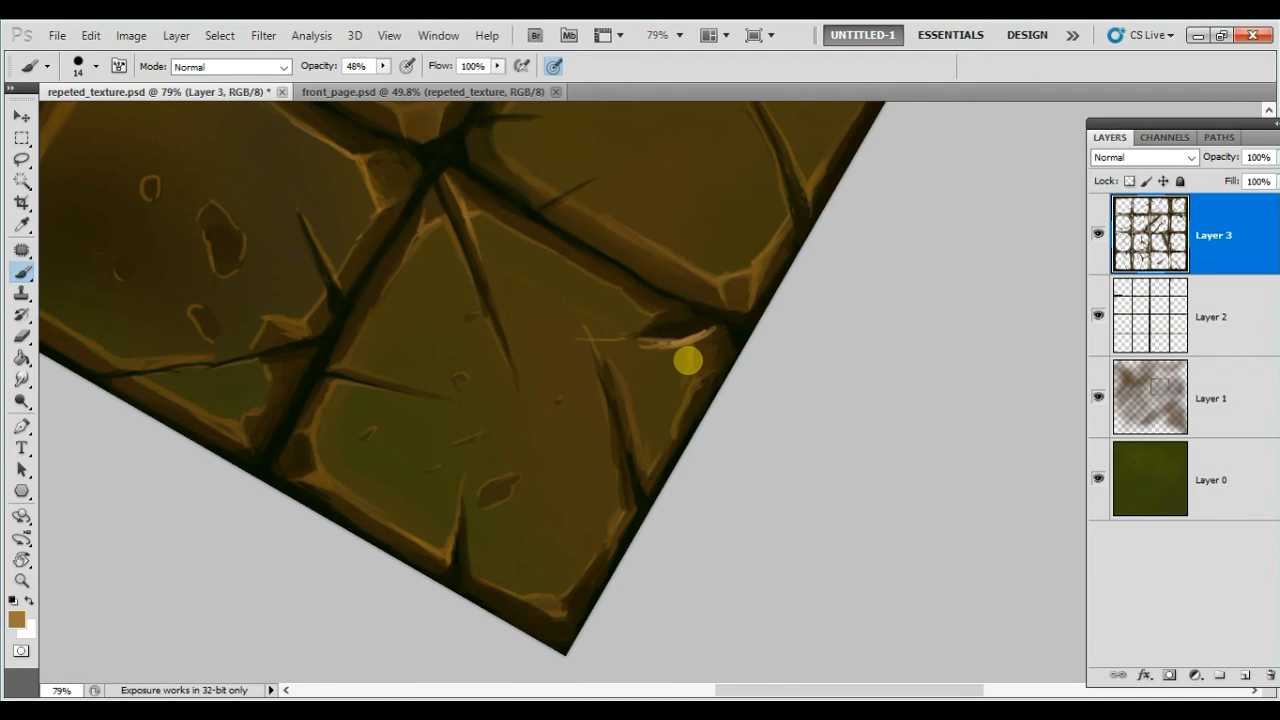 Ps File Edit Image Layer Select Filter Analysis 3D View Window Help Br Mb 79% UNTITLED-1 ESSENTIALS DESIGN CS Live
14 Mode: Normal Opacity: 48% Flow: 100%
repeted_texture.psd @ 79% (Layer 3, RGB/8) * front_page.psd @ 49.8% (repeted_texture, RGB/8)
LAYERS CHANNELS PATHS
Normal Opacity: 100%
Lock: Fill: 100%
Layer 3
Layer 2
Layer 1
Layer 0
T
fx.
79% Exposure works in 32-bit only